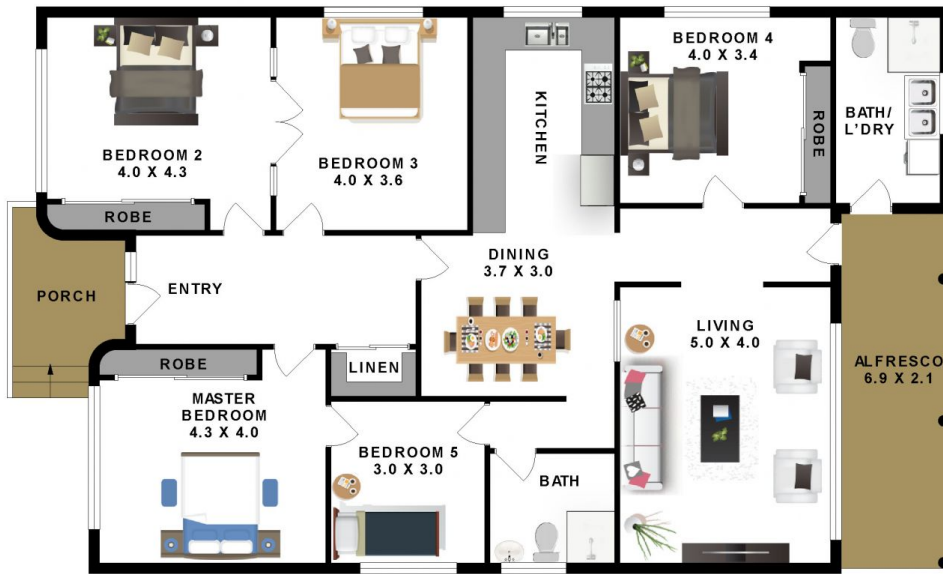 BEDROOM 2
4.0 X 4.3
ROBE
BEDROOM 3
4.0 X 3.6
KITCHEN
BEDROOM 4
4.0 X 3.4
ROBE
BATH/
L'DRY
PORCH
ENTRY
DINING
3.7 X 3.0
LIVING
5.0 X 4.0
ALFRESCO
6.9 X 2.1
ROBE
LINEN
MASTER
BEDROOM
4.3 X 4.0
BEDROOM 5
3.0 X 3.0
BATH